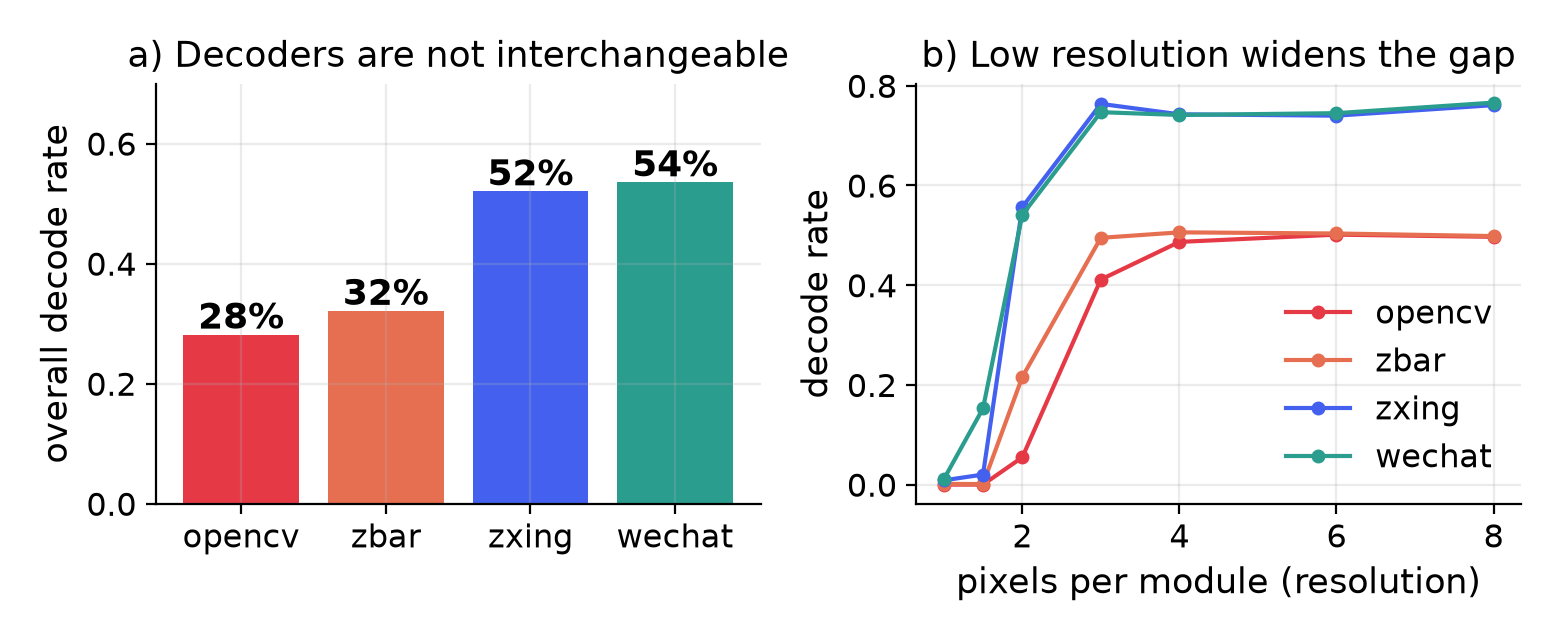 a) Decoders are not interchangeable
overall decode rate
0.6
0.4
0.2
0.0
28%
32%
52%
54%
opencv
zbar
zxing
wechat
b) Low resolution widens the gap
decode rate
0.8
0.6
0.4
0.2
0.0
opencv
zbar
zxing
wechat
2 4 6 8
pixels per module (resolution)